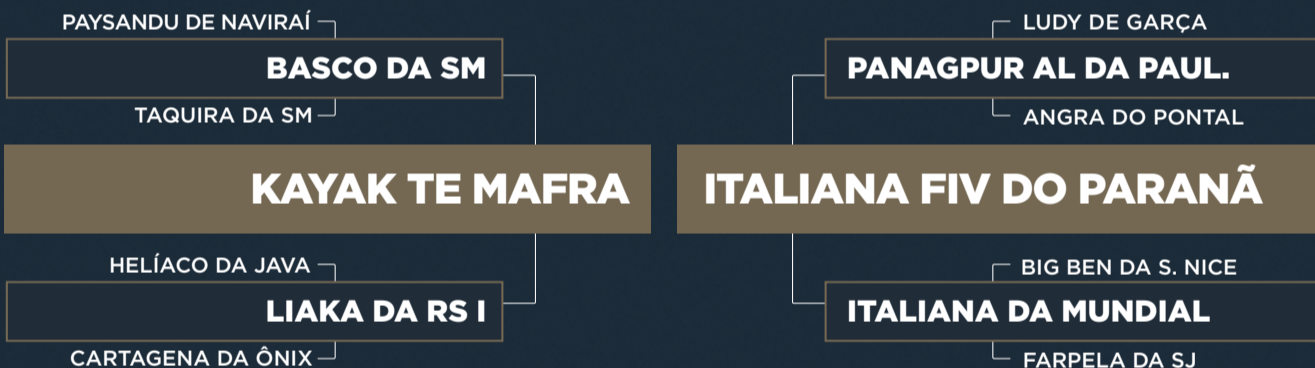 PAYSANDU DE NAVIRAÍ
BASCO DA SM
TAQUIRA DA SM
KAYAK TE MAFRA
HELÍACO DA JAVA
LIAKA DA RS I
CARTAGENA DA ÔNIX
LUDY DE GARÇA
PANAGPUR AL DA PAUL.
ANGRA DO PONTAL
ITALIANA FIV DO PARANÃ
BIG BEN DA S. NICE
ITALIANA DA MUNDIAL
FARPELA DA SJ